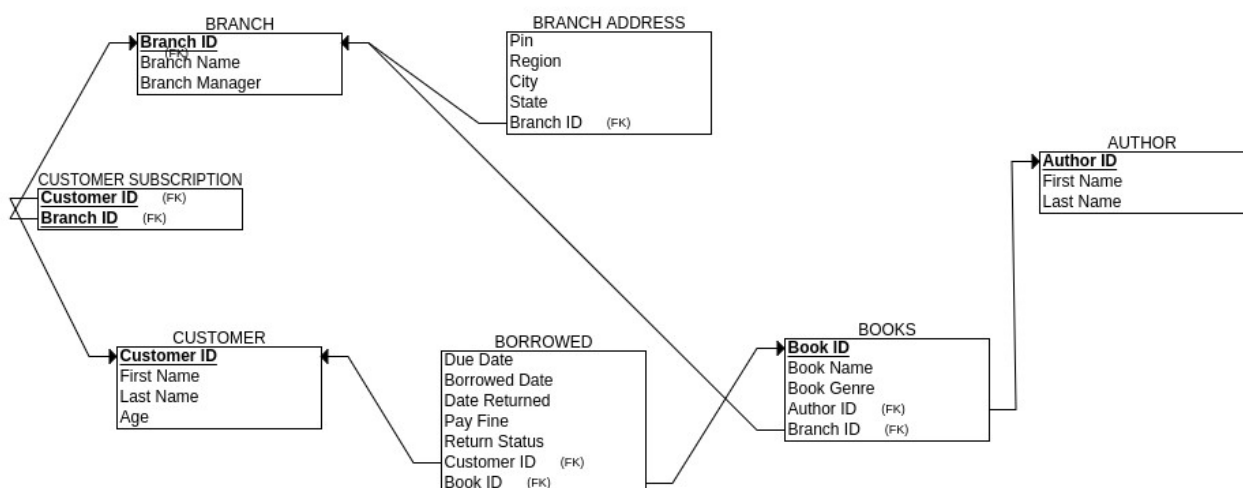 BRANCH
Branch ID
(FK)
Branch Name
Branch Manager
BRANCH ADDRESS
Pin
Region
City
State
Branch ID (FK)
AUTHOR
Author ID
First Name
Last Name
CUSTOMER SUBSCRIPTION
Customer ID (FK)
Branch ID (FK)
CUSTOMER
Customer ID
First Name
Last Name
Age
BORROWED
Due Date
Borrowed Date
Date Returned
Pay Fine
Return Status
Customer ID (FK)
Book ID (FK)
BOOKS
Book ID
Book Name
Book Genre
Author ID (FK)
Branch ID (FK)